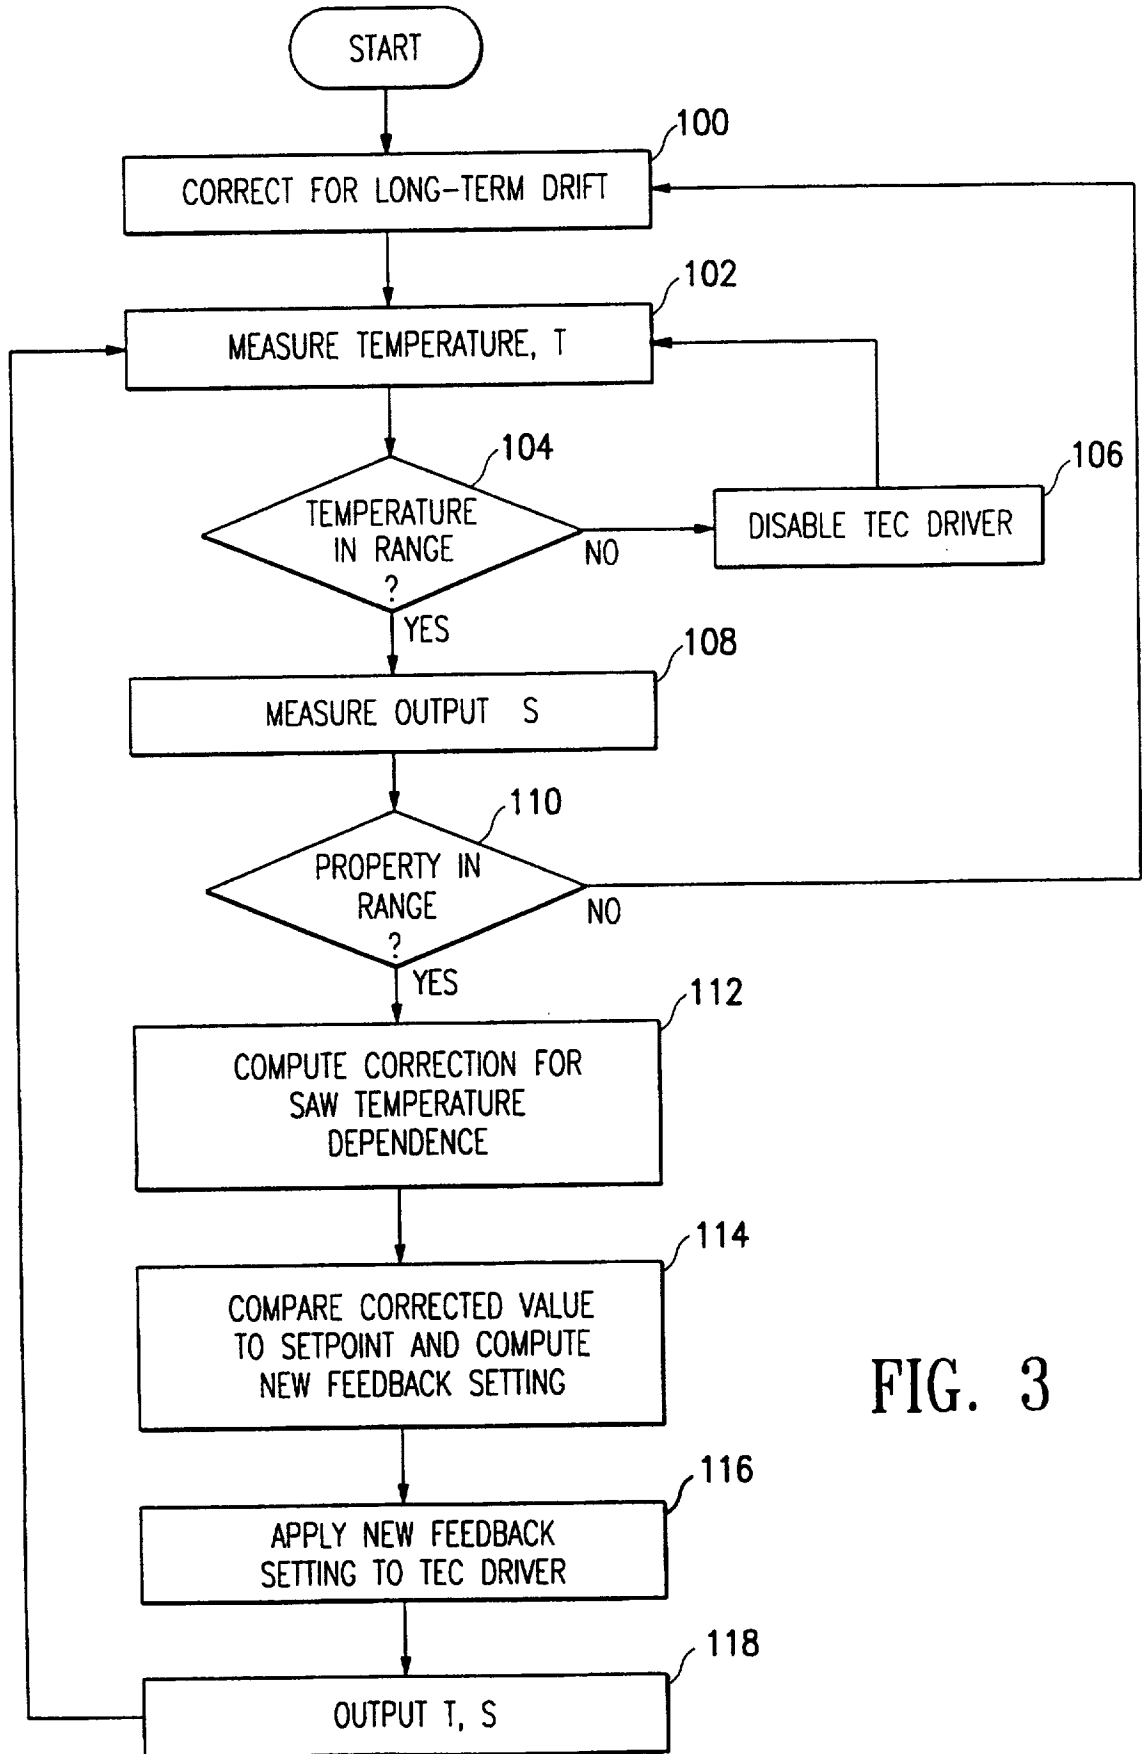 START
100
CORRECT FOR LONG-TERM DRIFT
102
MEASURE TEMPERATURE, T
104
TEMPERATURE
IN RANGE
?
NO
YES
106
DISABLE TEC DRIVER
108
MEASURE OUTPUT S
110
PROPERTY IN
RANGE
?
NO
YES
112
COMPUTE CORRECTION FOR
SAW TEMPERATURE
DEPENDENCE
114
COMPARE CORRECTED VALUE
TO SETPOINT AND COMPUTE
NEW FEEDBACK SETTING
FIG. 3
116
APPLY NEW FEEDBACK
SETTING TO TEC DRIVER
118
OUTPUT T, S